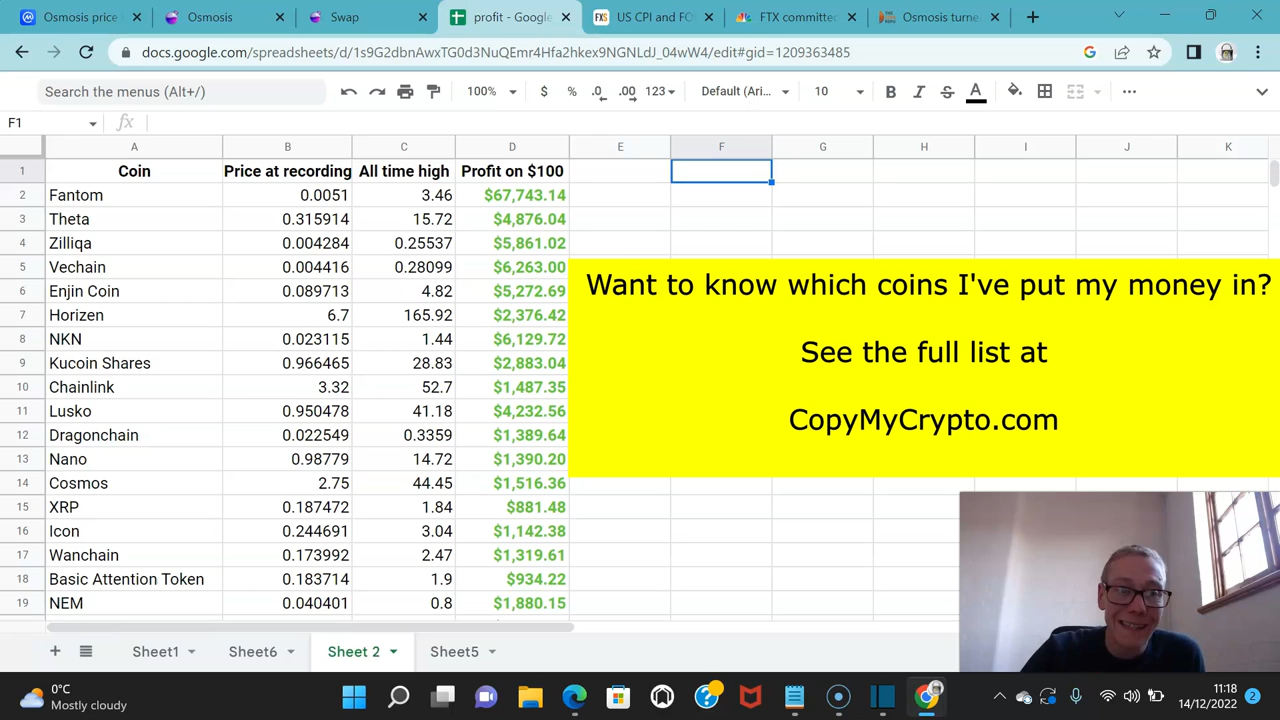 Osmosis price
Osmosis
Swap
profit - Google
US CPI and FO
FTX committe
Osmosis turne
docs.google.com/spreadsheets/d/1s9G2dbnAwxTG0d3NuQEmr4Hfa2hkex9NGNLdJ_04wW4/edit#gid=1209363485
Search the menus (Alt+/)
100%
$
%
.0
.00
123
Default (Ari...
10
B
I
S
A
F1
fx
A
B
C
D
E
F
G
H
I
J
K
1 Coin Price at recording All time high Profit on $100
2 Fantom 0.0051 3.46 $67,743.14
3 Theta 0.315914 15.72 $4,876.04
4 Zilliqa 0.004284 0.25537 $5,861.02
5 Vechain 0.004416 0.28099 $6,263.00
6 Enjin Coin 0.089713 4.82 $5,272.69
7 Horizen 6.7 165.92 $2,376.42
8 NKN 0.023115 1.44 $6,129.72
9 Kucoin Shares 0.966465 28.83 $2,883.04
10 Chainlink 3.32 52.7 $1,487.35
11 Lusko 0.950478 41.18 $4,232.56
12 Dragonchain 0.022549 0.3359 $1,389.64
13 Nano 0.98779 14.72 $1,390.20
14 Cosmos 2.75 44.45 $1,516.36
15 XRP 0.187472 1.84 $881.48
16 Icon 0.244691 3.04 $1,142.38
17 Wanchain 0.173992 2.47 $1,319.61
18 Basic Attention Token 0.183714 1.9 $934.22
19 NEM 0.040401 0.8 $1,880.15
Want to know which coins I've put my money in?
See the full list at
CopyMyCrypto.com
Sheet1
Sheet6
Sheet 2
Sheet5
0°C
Mostly cloudy
11:18
14/12/2022
2